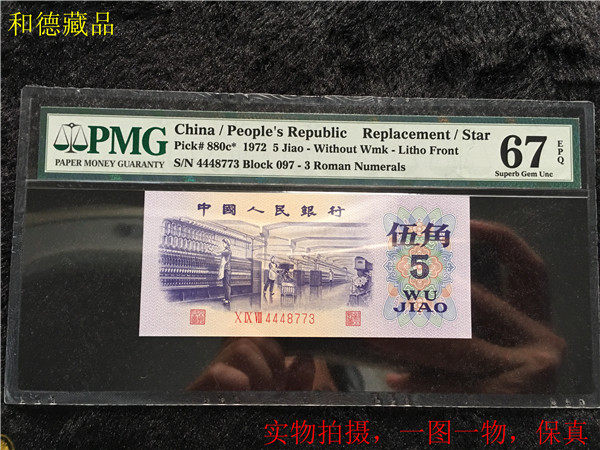 和德藏品
PMG
PAPER MONEY GUARANTY
China / People's Republic Replacement / Star
Pick# 880c* 1972 5 Jiao - Without Wmk - Litho Front
S/N 4448773 Block 097 - 3 Roman Numerals
67
EPQ
Superb Gem Unc
中國人民銀行
伍角
5
WU
JIAO
X IX VIII 4448773
实物拍摄，一图一物，保真